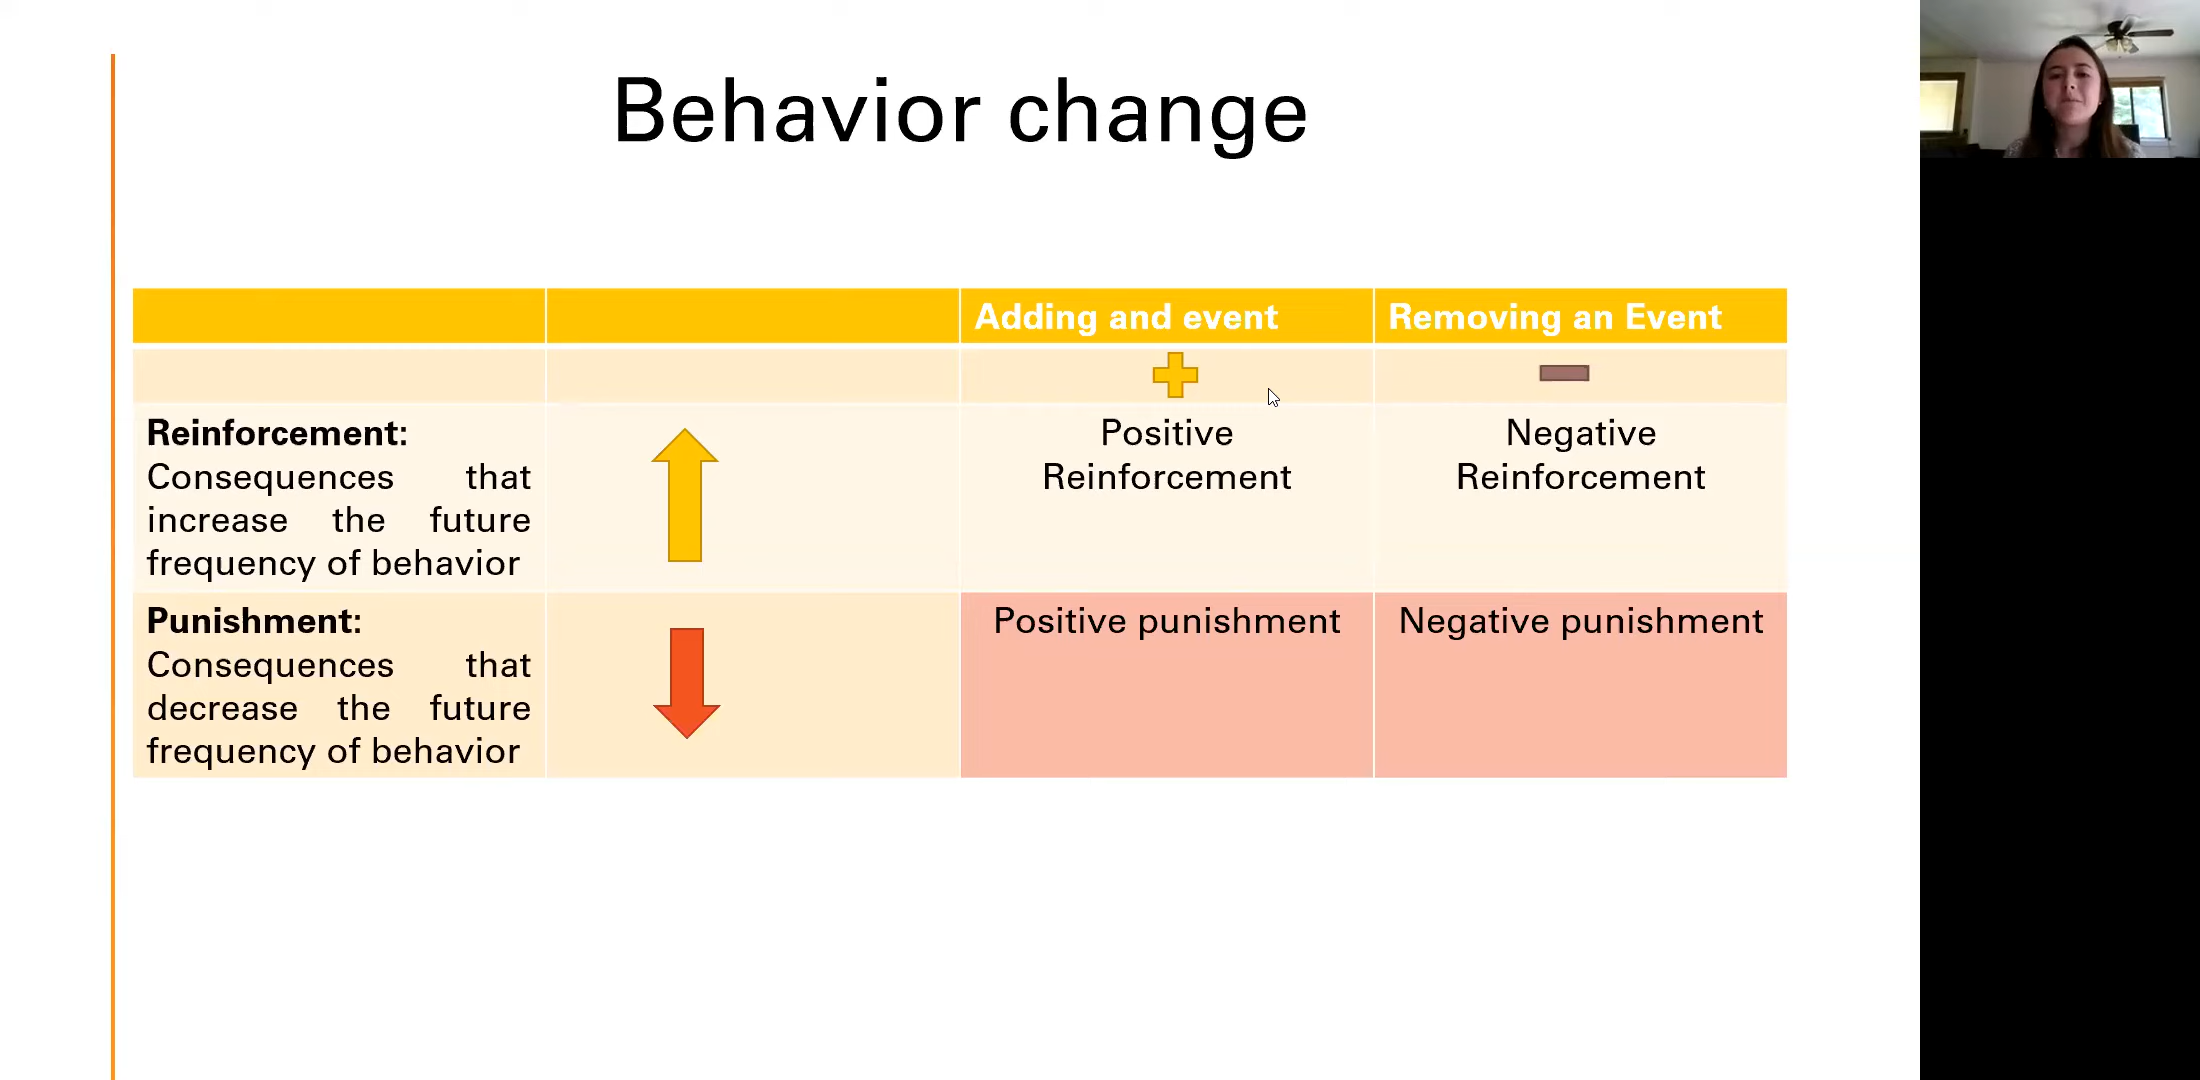 Behavior change
Adding and event
Removing an Event
Reinforcement:
Consequences that
increase the future
frequency of behavior
Positive
Reinforcement
Negative
Reinforcement
Punishment:
Consequences that
decrease the future
frequency of behavior
Positive punishment
Negative punishment